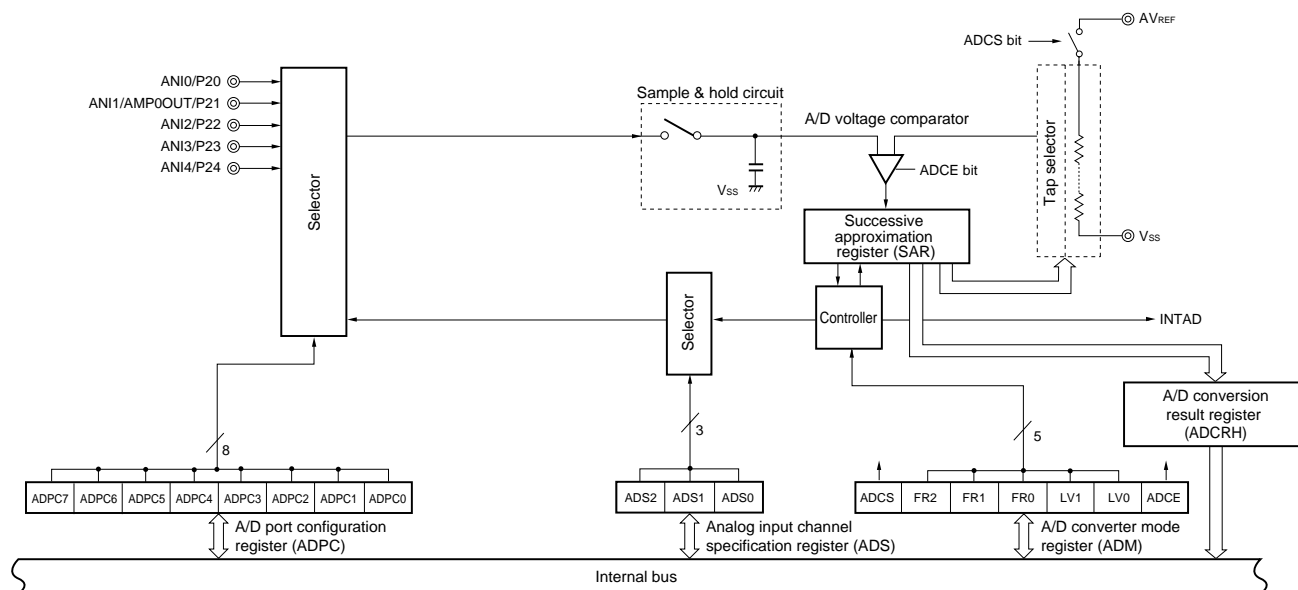 AVREF
ADCS bit
ANI0/P20
ANI1/AMP0OUT/P21
ANI2/P22
ANI3/P23
ANI4/P24
Selector
Sample & hold circuit
VSS
A/D voltage comparator
ADCE bit
Tap selector
VSS
Successive
approximation
register (SAR)
Selector
Controller
INTAD
A/D conversion
result register
(ADCRH)
8
3
5
ADPC7 ADPC6 ADPC5 ADPC4 ADPC3 ADPC2 ADPC1 ADPC0
ADS2 ADS1 ADS0
ADCS FR2 FR1 FR0 LV1 LV0 ADCE
A/D port configuration
register (ADPC)
Analog input channel
specification register (ADS)
A/D converter mode
register (ADM)
Internal bus